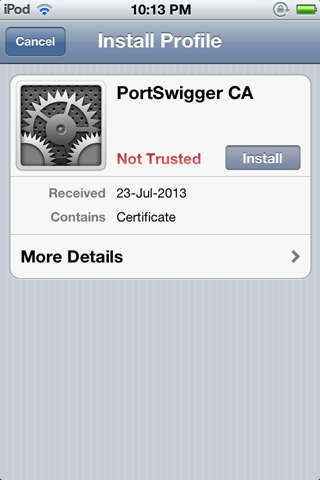 iPod 10:13 PM
Cancel Install Profile
PortSwigger CA
Not Trusted Install
Received 23-Jul-2013
Contains Certificate
More Details